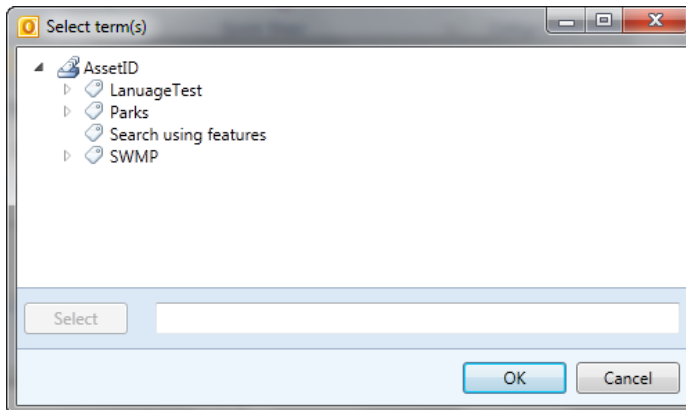 Select term(s)
AssetID
LanuageTest
Parks
Search using features
SWMP
Select
OK
Cancel